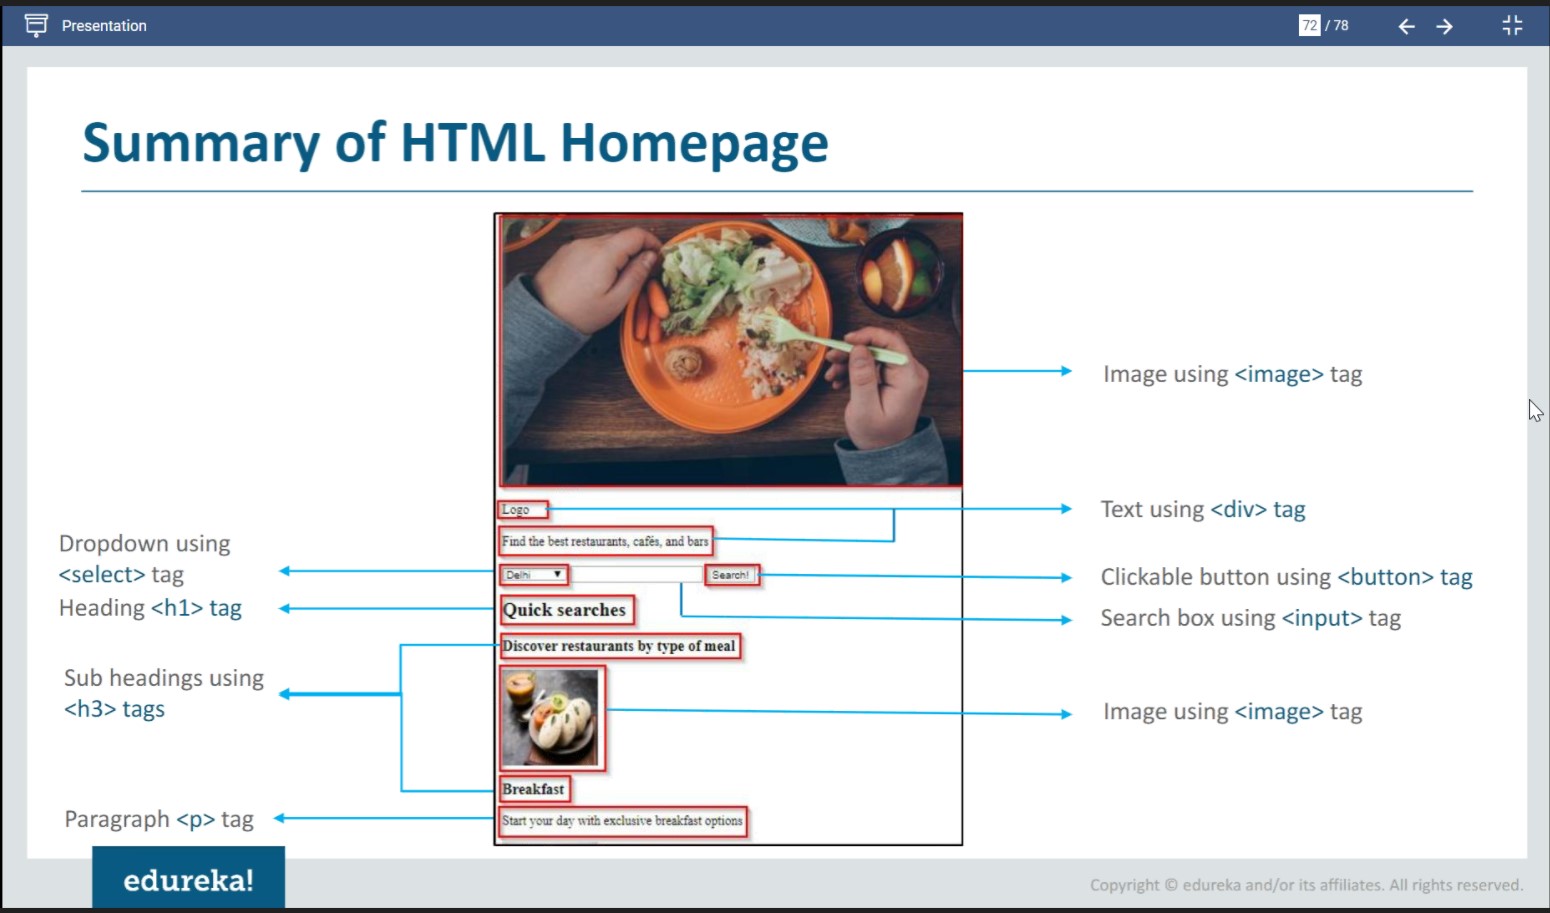 Presentation
72 / 78
Summary of HTML Homepage
Image using <image> tag
Logo
Text using <div> tag
Find the best restaurants, cafés, and bars
Dropdown using
<select> tag
Delhi
Search!
Clickable button using <button> tag
Heading <h1> tag
Quick searches
Search box using <input> tag
Discover restaurants by type of meal
Sub headings using
<h3> tags
Image using <image> tag
Breakfast
Paragraph <p> tag
Start your day with exclusive breakfast options
edureka!
Copyright © edureka and/or its affiliates. All rights reserved.